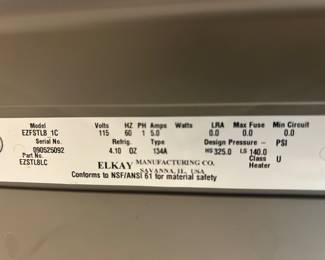 Model Volts HZ PH Amps Watts LRA Max Fuse Min Circuit
EZFSTL8 1C 115 60 1 5.0 0.0 0.0 0.0
Serial No. Refrig. Type Design Pressure - PSI
090525092 4.10 OZ 134A HS 325.0 LS 140.0
Part No. Class U
EZSTL8LC Heater
ELKAY MANUFACTURING CO.
SAVANNA, IL. USA
Conforms to NSF/ANSI 61 for material safety